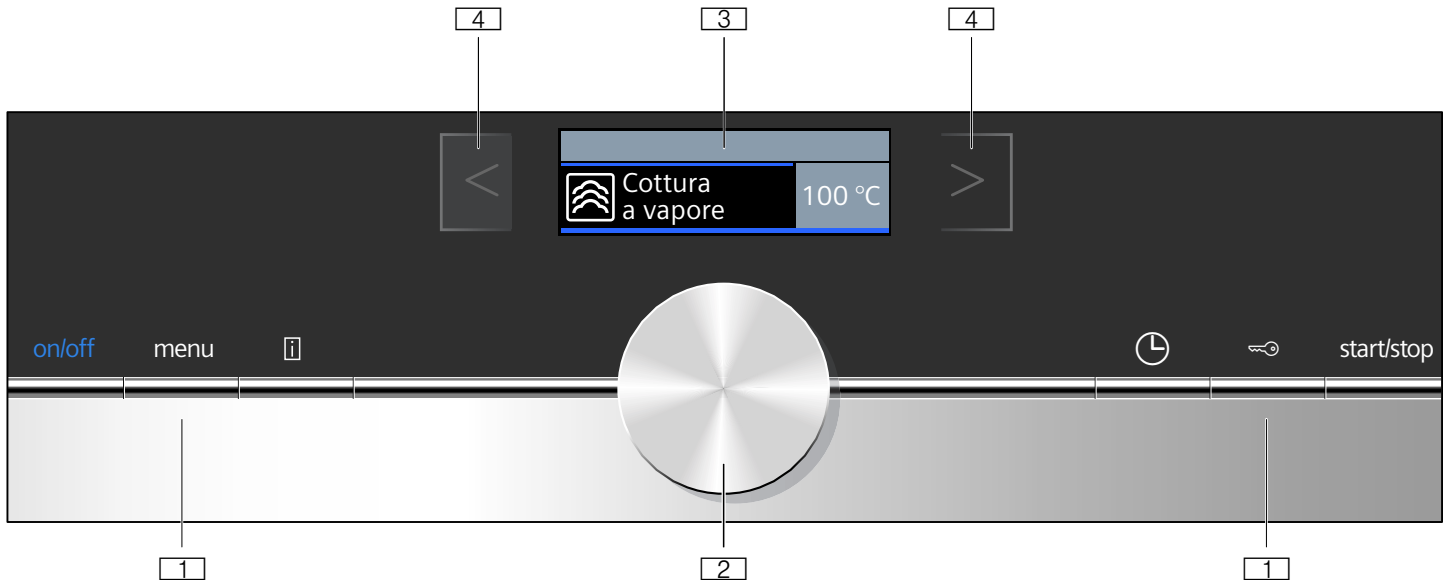 4 3 4
< >
Cottura
a vapore
100 °C
on/off menu i start/stop
1 2 1